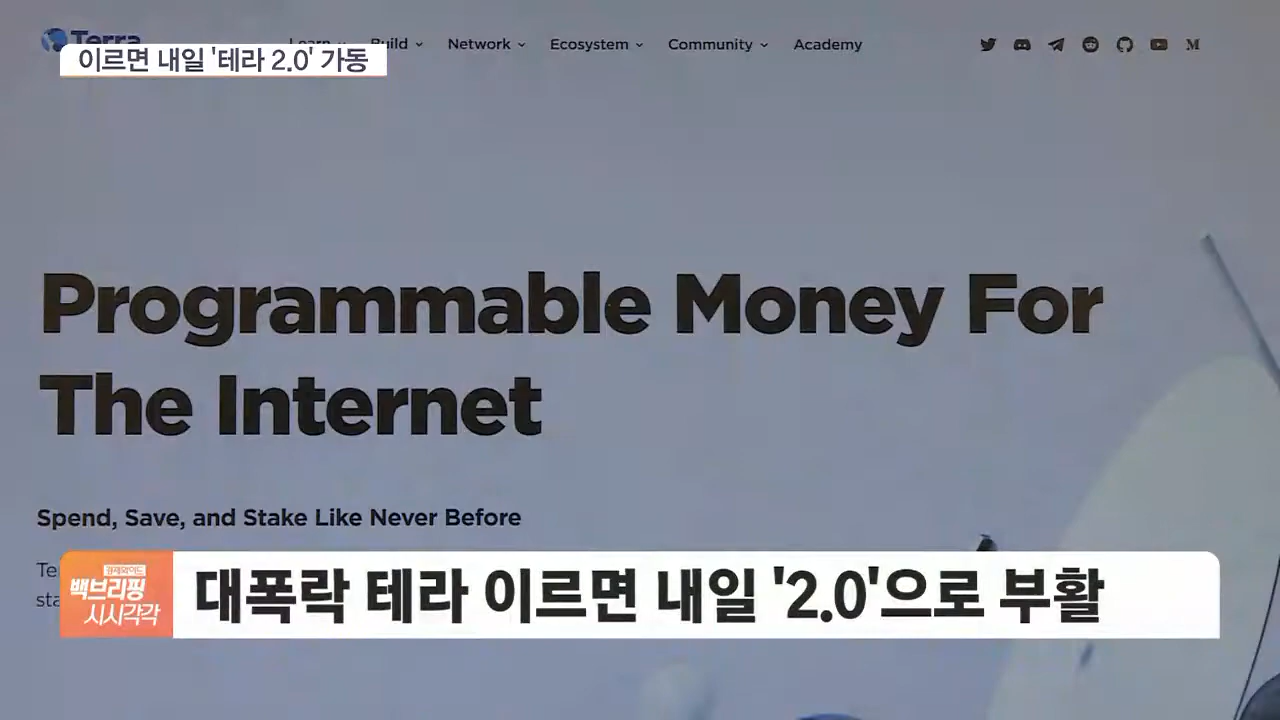 Terra
Learn Build Network Ecosystem Community Academy
이르면 내일 '테라 2.0' 가동
Programmable Money For
The Internet
Spend, Save, and Stake Like Never Before
경제와이드
백브리핑
시시각각
대폭락 테라 이르면 내일 '2.0'으로 부활